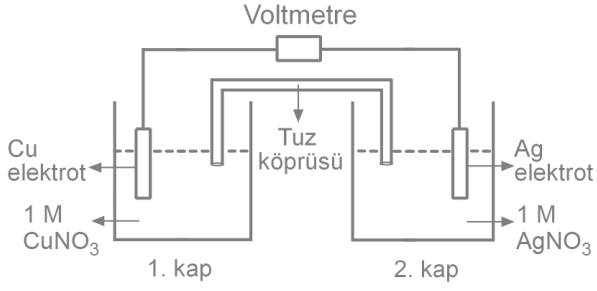 Voltmetre
Tuz
köprüsü
Cu
elektrot
Ag
elektrot
1 M
CuNO₃
1 M
AgNO₃
1. kap
2. kap